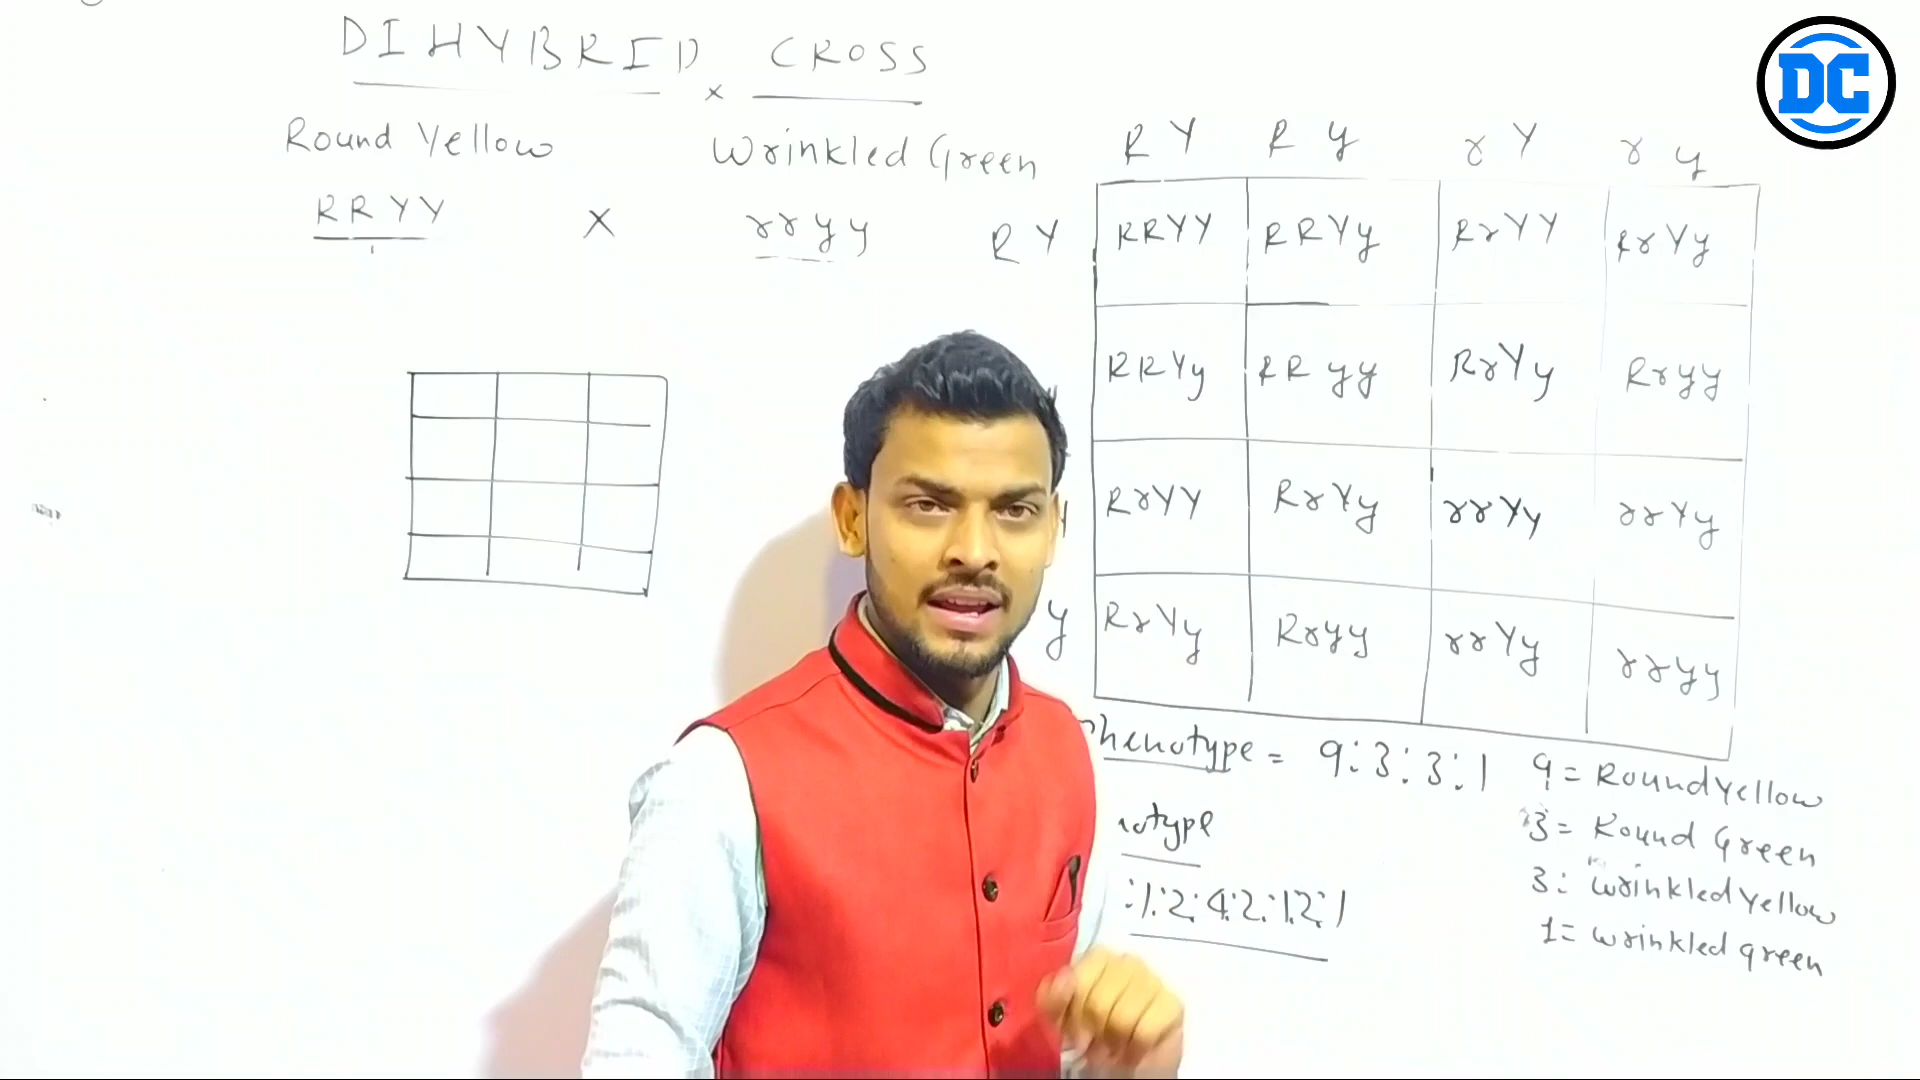 DIHYBRID CROSS
x
Round Yellow Wrinkled Green
RRYY X rryy
DC
RY Ry rY ry
RY RRYY RRYy RrYY RrYy
RRYy RRyy RrYy Rryy
RrYY RrYy rrYy rrYy
y RrYy Rryy rrYy rryy
Phenotype = 9:3:3:1
9 = Round Yellow
3 = Round Green
3: Wrinkled Yellow
1= Wrinkled green
notype
:1:2:4:2:1:2:1